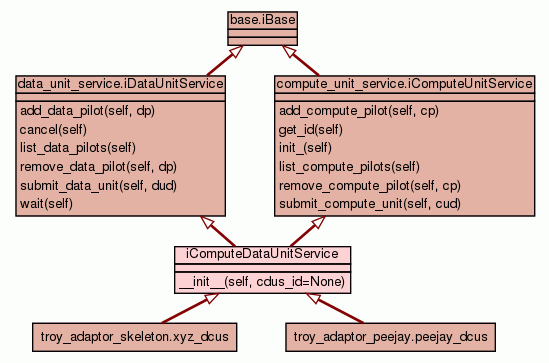 base.iBase
data_unit_service.iDataUnitService
add_data_pilot(self, dp)
cancel(self)
list_data_pilots(self)
remove_data_pilot(self, dp)
submit_data_unit(self, dud)
wait(self)
compute_unit_service.iComputeUnitService
add_compute_pilot(self, cp)
get_id(self)
init_(self)
list_compute_pilots(self)
remove_compute_pilot(self, cp)
submit_compute_unit(self, cud)
iComputeDataUnitService
__init__(self, cdus_id=None)
troy_adaptor_skeleton.xyz_dcus
troy_adaptor_peejay.peejay_dcus